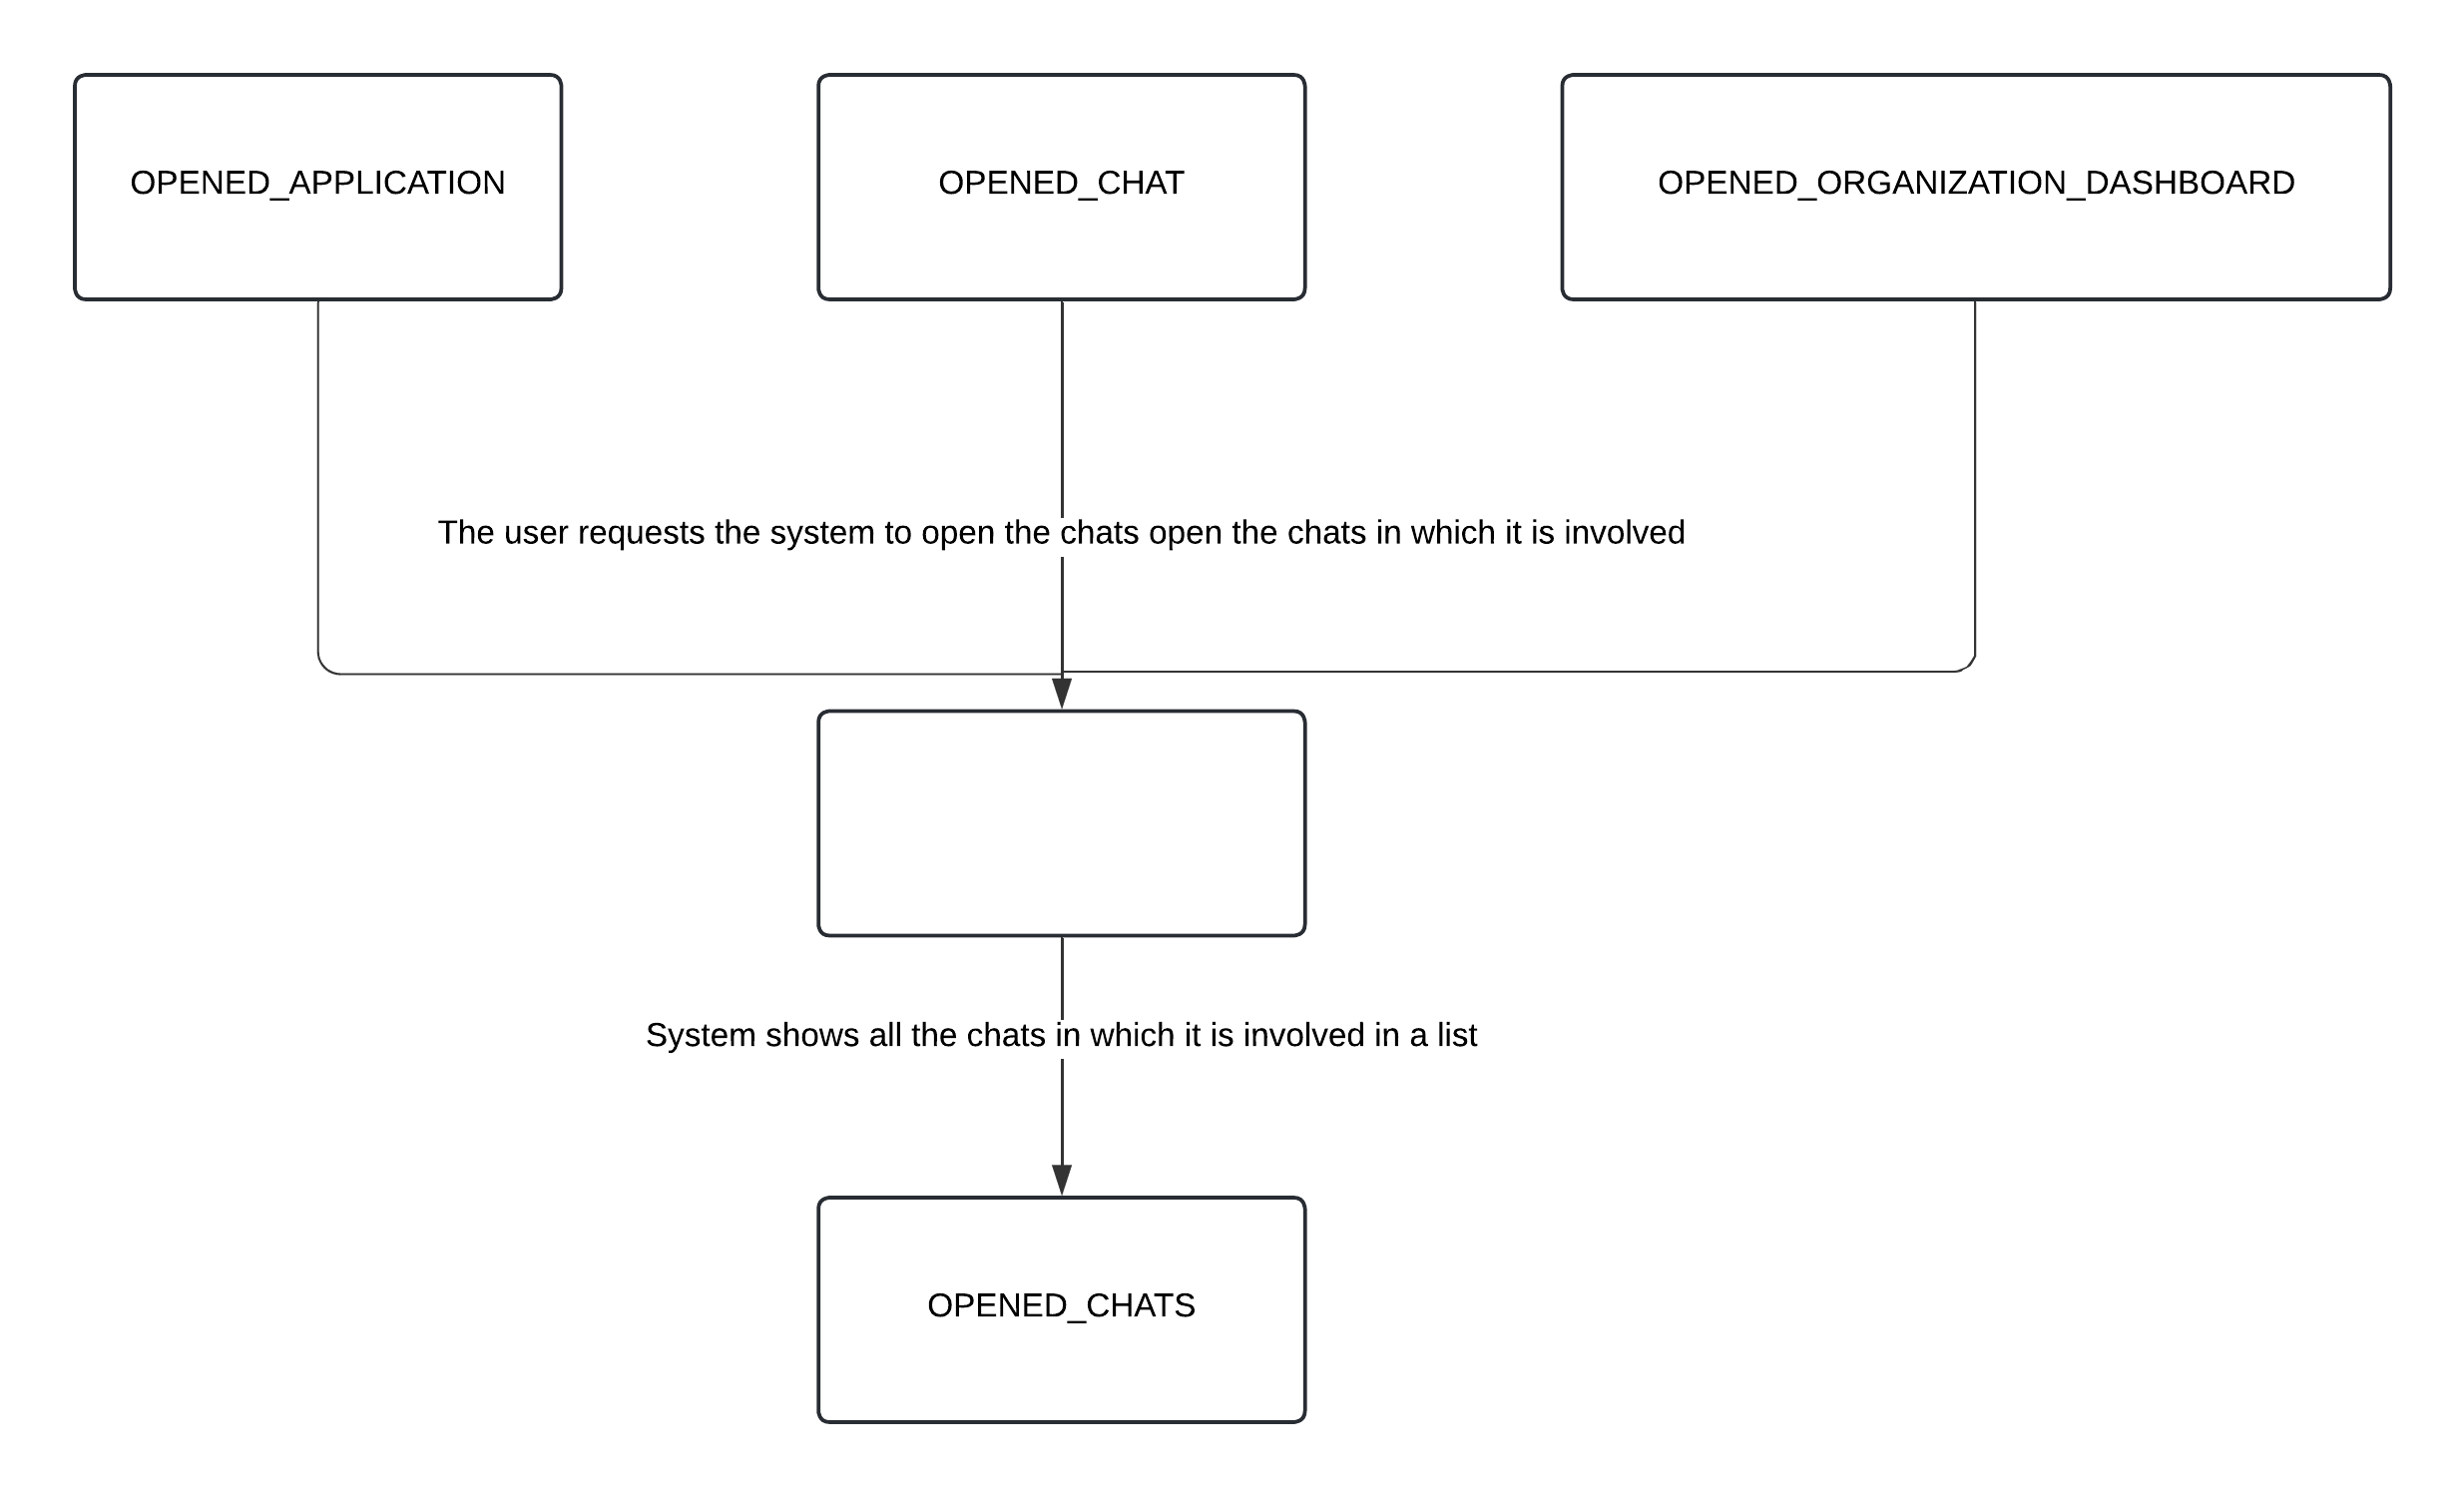 OPENED_APPLICATION
OPENED_CHAT
OPENED_ORGANIZATION_DASHBOARD
The user requests the system to open the chats open the chats in which it is involved
System shows all the chats in which it is involved in a list
OPENED_CHATS